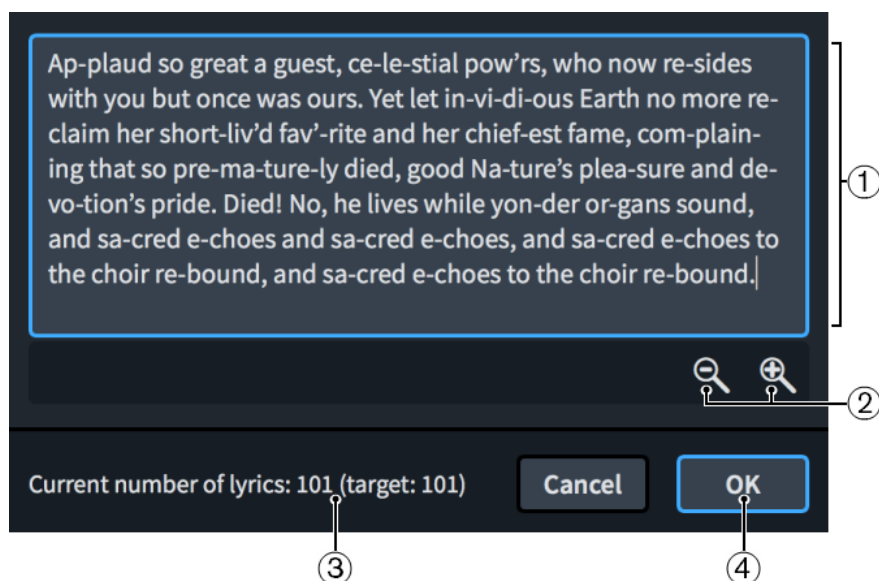 Ap-plaud so great a guest, ce-le-stial pow’rs, who now re-sides
with you but once was ours. Yet let in-vi-di-ous Earth no more re-
claim her short-liv’d fav’-rite and her chief-est fame, com-plain-
ing that so pre-ma-ture-ly died, good Na-ture’s plea-sure and de-
vo-tion’s pride. Died! No, he lives while yon-der or-gans sound,
and sa-cred e-choes and sa-cred e-choes, and sa-cred e-choes to
the choir re-bound, and sa-cred e-choes to the choir re-bound.
①
②
Current number of lyrics: 101 (target: 101)
Cancel
OK
③
④